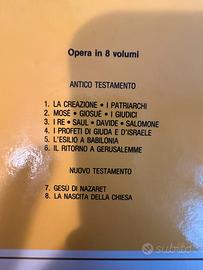 Opera in 8 volumi
ANTICO TESTAMENTO
1. LA CREAZIONE • I PATRIARCHI
2. MOSÈ • GIOSUÈ • I GIUDICI
3. I RE • SAUL • DAVIDE • SALOMONE
4. I PROFETI DI GIUDA E D'ISRAELE
5. L'ESILIO A BABILONIA
6. IL RITORNO A GERUSALEMME
NUOVO TESTAMENTO
7. GESÙ DI NAZARET
8. LA NASCITA DELLA CHIESA
subito